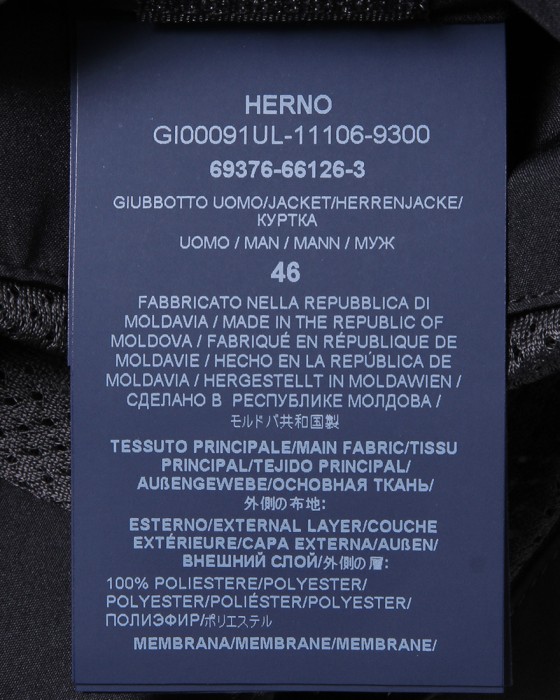 HERNO
GI00091UL-11106-9300
69376-66126-3
GIUBBOTTO UOMO/JACKET/HERRENJACKE/
КУРТКА
UOMO / MAN / MANN / МУЖ
46
FABBRICATO NELLA REPUBBLICA DI
MOLDAVIA / MADE IN THE REPUBLIC OF
MOLDOVA / FABRIQUÉ EN RÉPUBLIQUE DE
MOLDAVIE / HECHO EN LA REPÚBLICA DE
MOLDAVIA / HERGESTELLT IN MOLDAWIEN /
СДЕЛАНО В РЕСПУБЛИКЕ МОЛДОВА /
モルドバ共和国製
TESSUTO PRINCIPALE/MAIN FABRIC/TISSU
PRINCIPAL/TEJIDO PRINCIPAL/
AUßENGEWEBE/ОСНОВНАЯ ТКАНЬ/
外側の布地:
ESTERNO/EXTERNAL LAYER/COUCHE
EXTÉRIEURE/CAPA EXTERNA/AUßEN/
ВНЕШНИЙ СЛОЙ/外側の層:
100% POLIESTERE/POLYESTER/
POLYESTER/POLIÉSTER/POLYESTER/
ПОЛИЭФИР/ポリエステル
MEMBRANA/MEMBRANE/MEMBRANE/